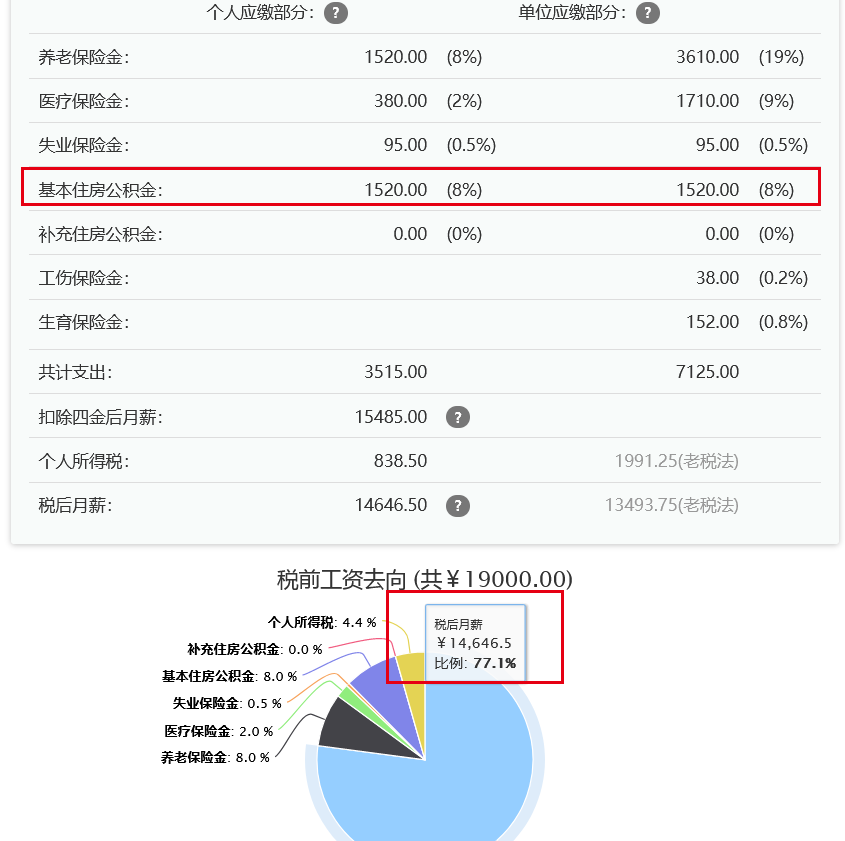 个人应缴部分: ? 单位应缴部分: ?
养老保险金: 1520.00 (8%) 3610.00 (19%)
医疗保险金: 380.00 (2%) 1710.00 (9%)
失业保险金: 95.00 (0.5%) 95.00 (0.5%)
基本住房公积金: 1520.00 (8%) 1520.00 (8%)
补充住房公积金: 0.00 (0%) 0.00 (0%)
工伤保险金: 38.00 (0.2%)
生育保险金: 152.00 (0.8%)
共计支出: 3515.00 7125.00
扣除四金后月薪: 15485.00 ?
个人所得税: 838.50 1991.25(老税法)
税后月薪: 14646.50 ? 13493.75(老税法)
税前工资去向 (共￥19000.00)
个人所得税: 4.4 %
补充住房公积金: 0.0 %
基本住房公积金: 8.0 %
失业保险金: 0.5 %
医疗保险金: 2.0 %
养老保险金: 8.0 %
税后月薪
￥14,646.5
比例: 77.1%